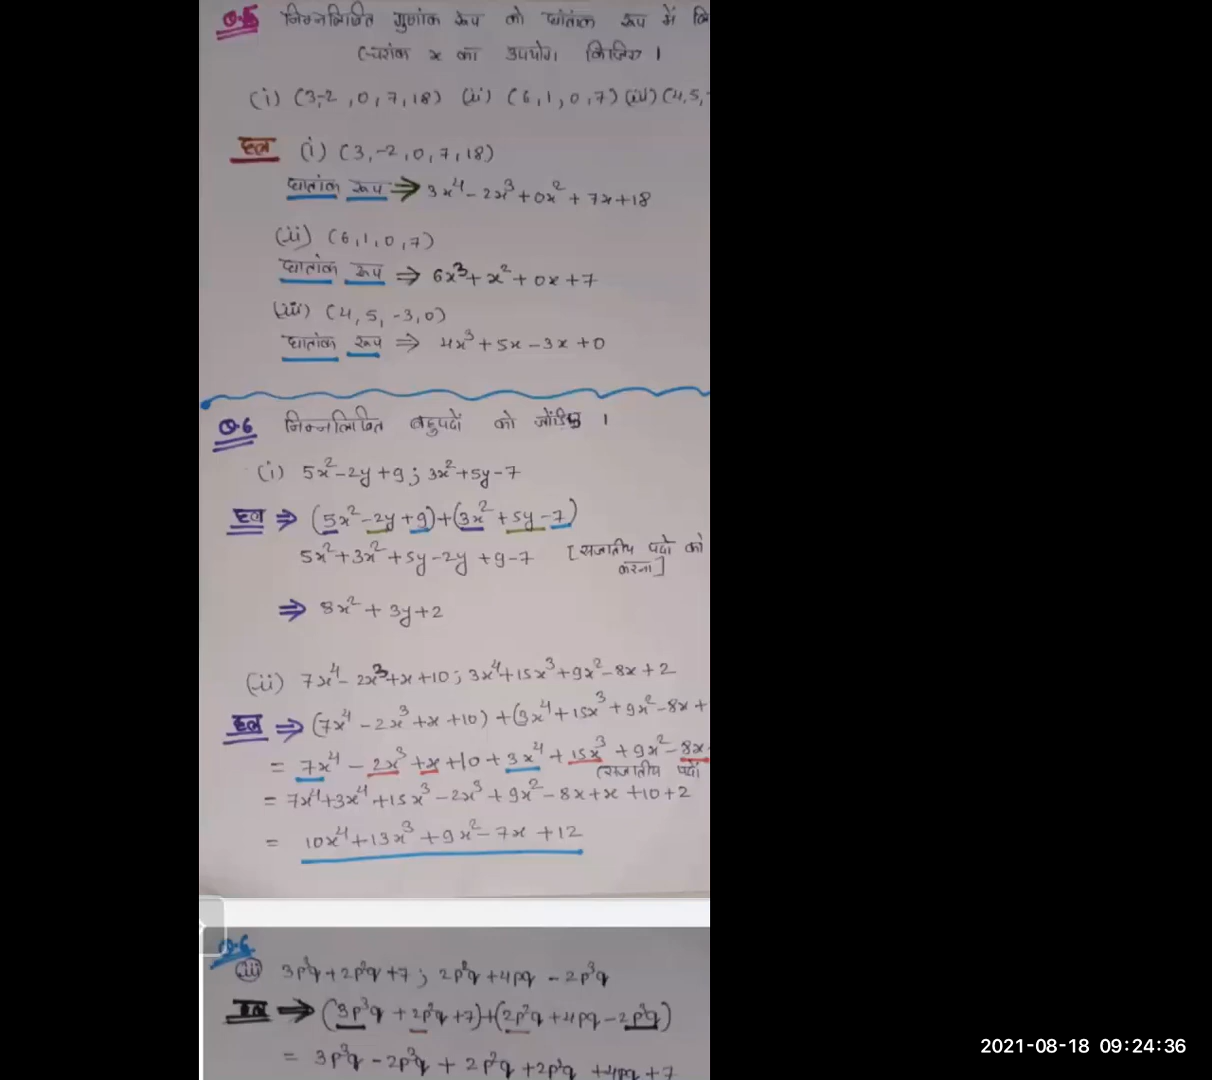 Q.5 निम्नलिखित गुणांक रूप को घातांक रूप में
(चरांक x का उपयोग किजिए ।
(i) (3,-2, 0, 7, 18) (ii) (6, 1, 0, 7) (iii) (4, 5,
हल (i) (3, -2, 0, 7, 18)
घातांक रूप ⇒ 3x⁴ - 2x³ + 0x² + 7x + 18
(ii) (6, 1, 0, 7)
घातांक रूप ⇒ 6x³ + x² + 0x + 7
(iii) (4, 5, -3, 0)
घातांक रूप ⇒ 4x³ + 5x - 3x + 0
Q.6 निम्नलिखित बहुपदों को जोडिए ।
(i) 5x² - 2y + 9 ; 3x² + 5y - 7
हल ⇒ (5x² - 2y + 9) + (3x² + 5y - 7)
5x² + 3x² + 5y - 2y + 9 - 7 [सजातीय पदों को
करना]
⇒ 8x² + 3y + 2
(ii) 7x⁴ - 2x³ + x + 10 ; 3x⁴ + 15x³ + 9x² - 8x + 2
हल ⇒ (7x⁴ - 2x³ + x + 10) + (3x⁴ + 15x³ + 9x² - 8x +
= 7x⁴ - 2x³ + x + 10 + 3x⁴ + 15x³ + 9x² - 8x
(सजातीय पदों
= 7x⁴ + 3x⁴ + 15x³ - 2x³ + 9x² - 8x + x + 10 + 2
= 10x⁴ + 13x³ + 9x² - 7x + 12
Q.6
(iii) 3p³q + 2p²q + 7 ; 2p²q + 4pq - 2p³q
हल ⇒ (3p³q + 2p²q + 7) + (2p²q + 4pq - 2p³q)
= 3p³q - 2p³q + 2p²q + 2p²q + 4pq + 7
2021-08-18 09:24:36